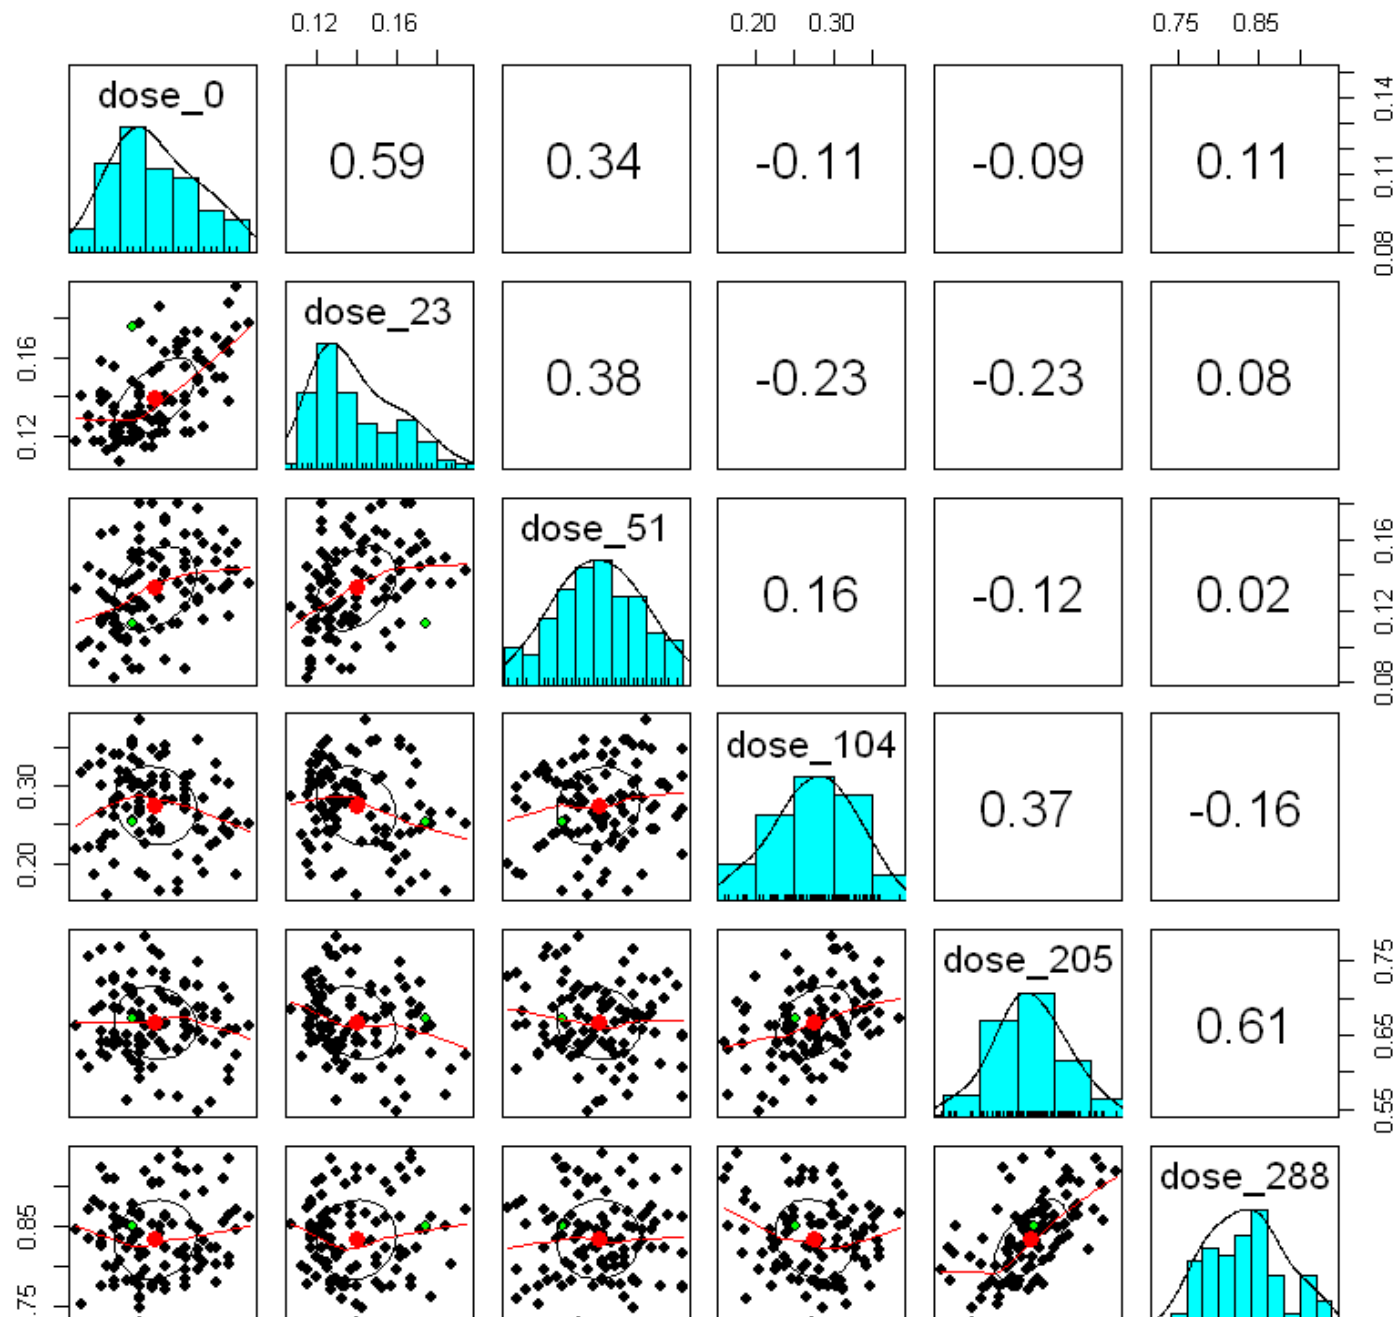 0.12 0.16 0.20 0.30 0.75 0.85
dose_0 0.59 0.34 -0.11 -0.09 0.11
0.08 0.11 0.14
dose_23 0.38 -0.23 -0.23 0.08
0.12 0.16
dose_51 0.16 -0.12 0.02
0.08 0.12 0.16
dose_104 0.37 -0.16
0.20 0.30
dose_205 0.61
0.55 0.65 0.75
dose_288
.75 0.85